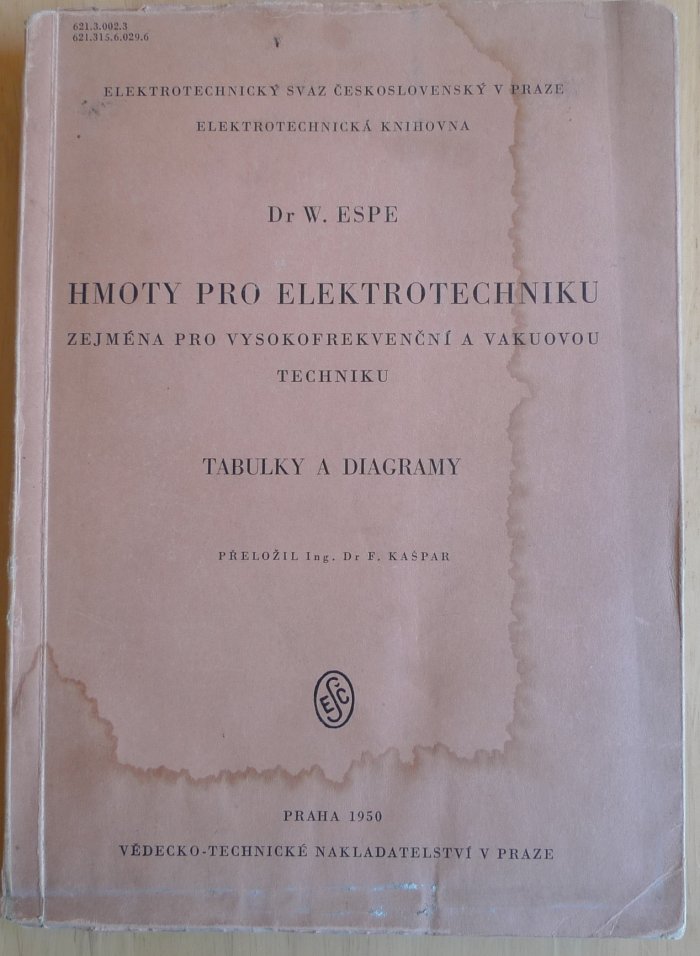 621.3.002.3
621.315.6.029.6
ELEKTROTECHNICKÝ SVAZ ČESKOSLOVENSKÝ V PRAZE
ELEKTROTECHNICKÁ KNIHOVNA
Dr W. ESPE
HMOTY PRO ELEKTROTECHNIKU
ZEJMÉNA PRO VYSOKOFREKVENČNÍ A VAKUOVOU
TECHNIKU
TABULKY A DIAGRAMY
PŘELOŽIL Ing. Dr F. KAŠPAR
EŠČ
PRAHA 1950
VĚDECKO-TECHNICKÉ NAKLADATELSTVÍ V PRAZE